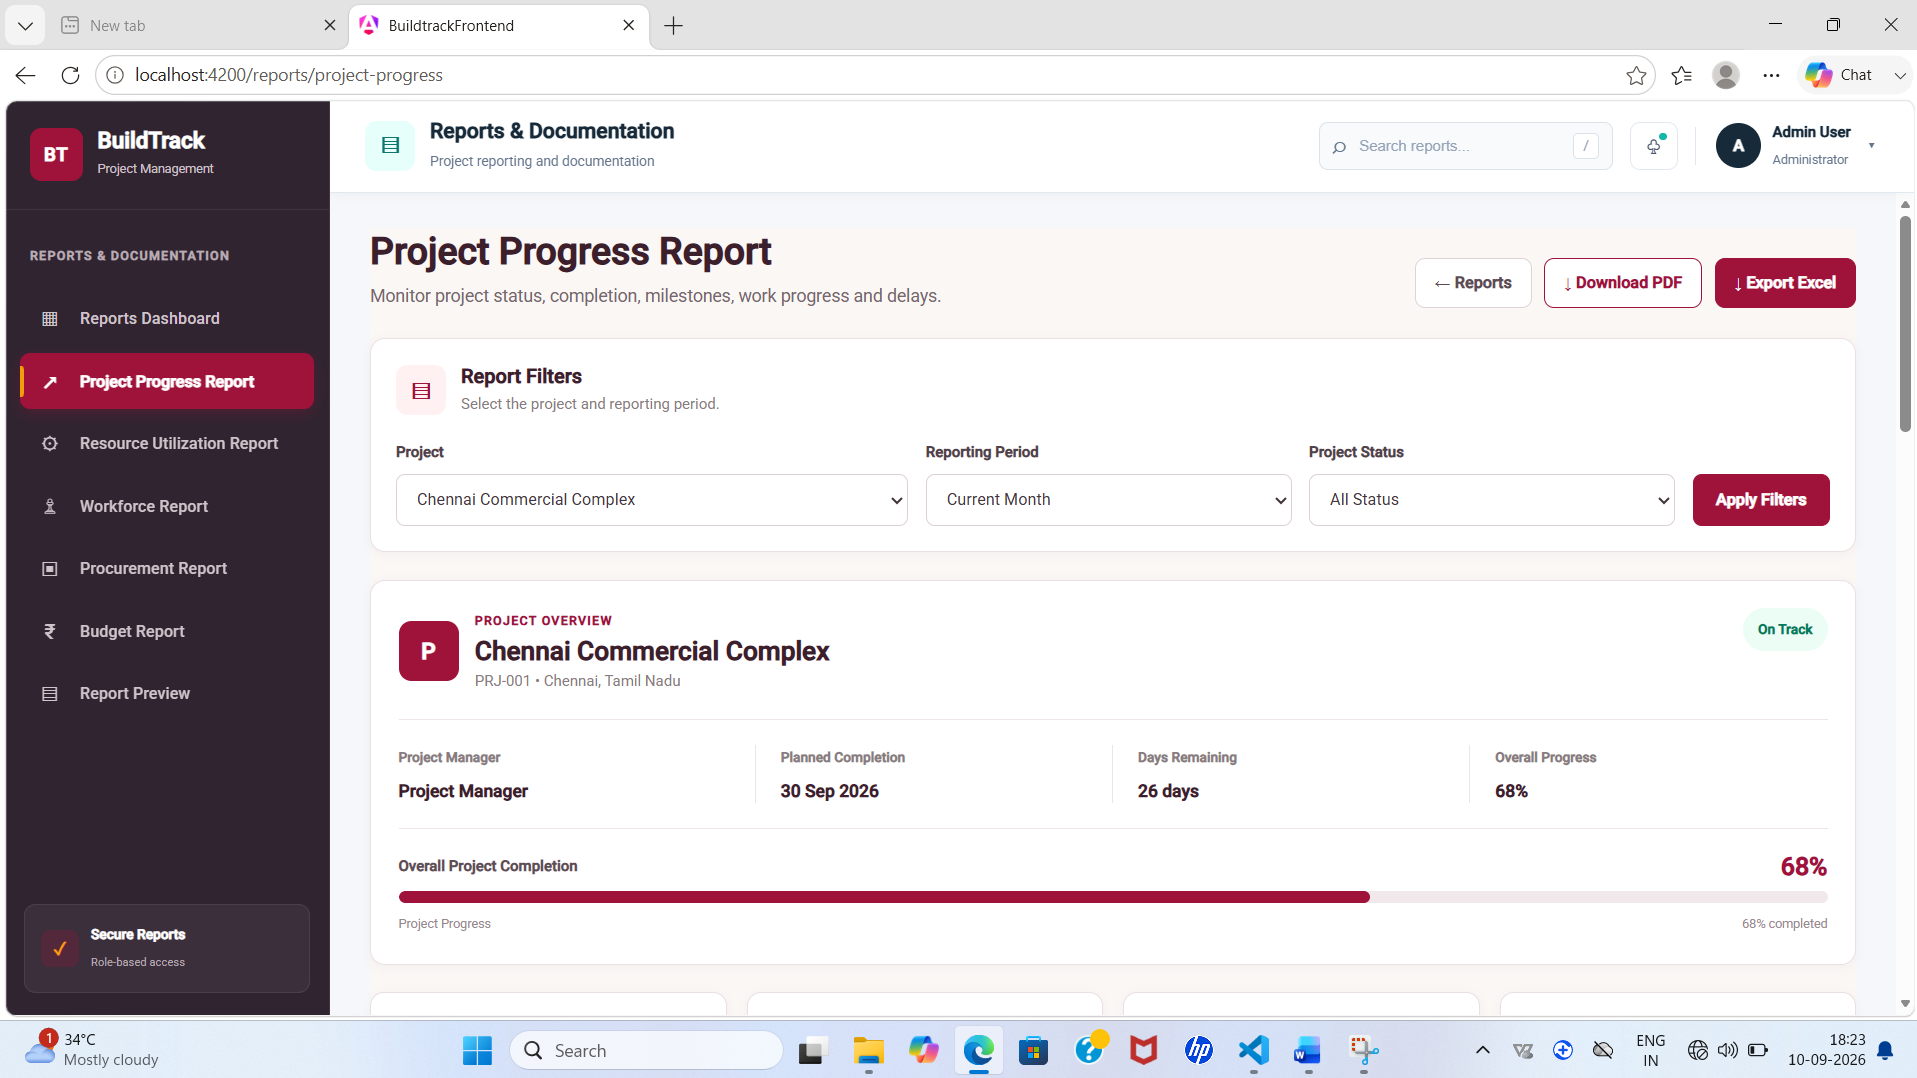 New tab
BuildtrackFrontend
localhost:4200/reports/project-progress
Chat
BT
BuildTrack
Project Management
REPORTS & DOCUMENTATION
Reports Dashboard
Project Progress Report
Resource Utilization Report
Workforce Report
Procurement Report
₹ Budget Report
Report Preview
✓
Secure Reports
Role-based access
Reports & Documentation
Project reporting and documentation
Search reports... /
A
Admin User
Administrator
Project Progress Report
Monitor project status, completion, milestones, work progress and delays.
← Reports
↓ Download PDF
↓ Export Excel
Report Filters
Select the project and reporting period.
Project
Reporting Period
Project Status
Chennai Commercial Complex
Current Month
All Status
Apply Filters
P
PROJECT OVERVIEW
Chennai Commercial Complex
PRJ-001 • Chennai, Tamil Nadu
On Track
Project Manager
Project Manager
Planned Completion
30 Sep 2026
Days Remaining
26 days
Overall Progress
68%
Overall Project Completion
68%
Project Progress
68% completed
1
34°C
Mostly cloudy
Search
?
hp
W
ENG
IN
18:23
10-09-2026